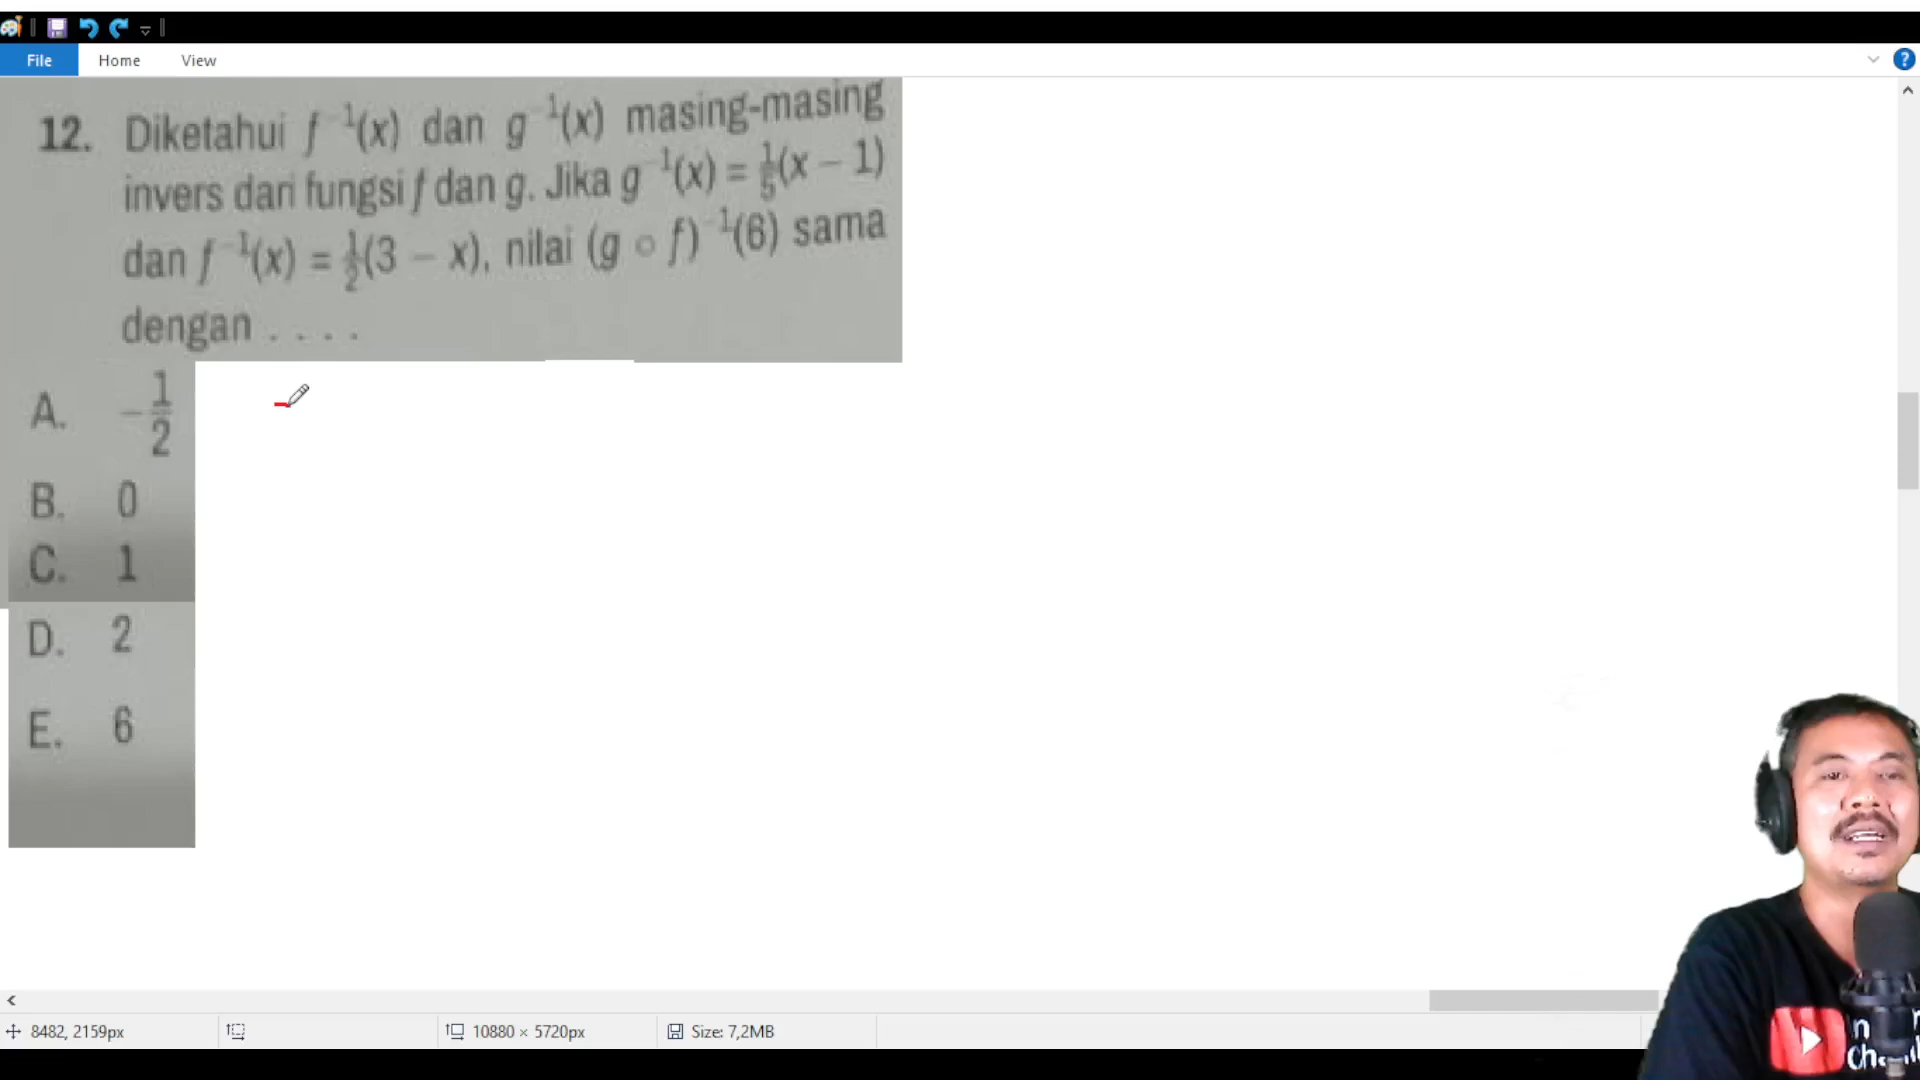 File Home View
12. Diketahui f⁻¹(x) dan g⁻¹(x) masing-masing
invers dari fungsi f dan g. Jika g⁻¹(x) = 1/5(x − 1)
dan f⁻¹(x) = 1/2(3 − x), nilai (g ∘ f)⁻¹(6) sama
dengan . . . .
A. −1/2
B. 0
C. 1
D. 2
E. 6
8482, 2159px 10880 × 5720px Size: 7,2MB